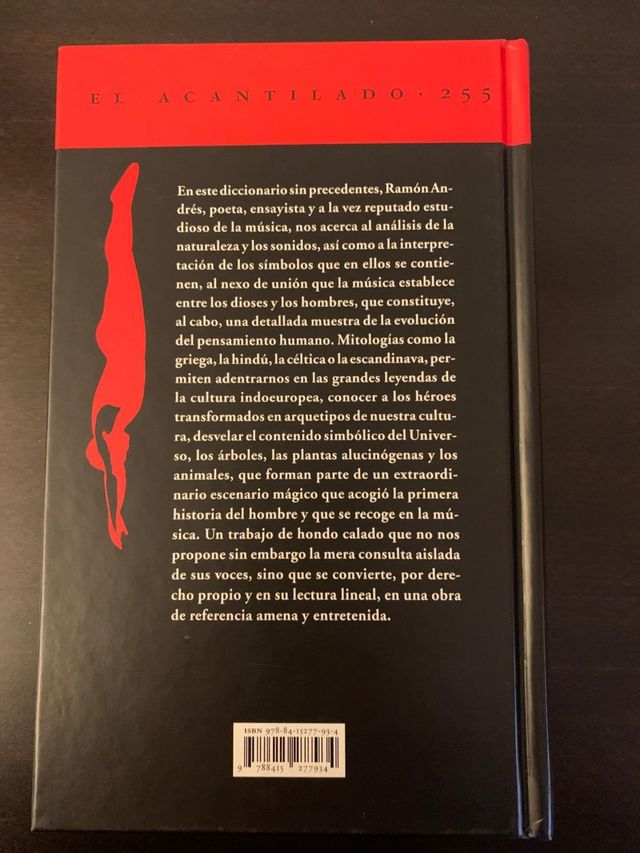 EL ACANTILADO · 255
En este diccionario sin precedentes, Ramón An-
drés, poeta, ensayista y a la vez reputado estu-
dioso de la música, nos acerca al análisis de la
naturaleza y los sonidos, así como a la interpre-
tación de los símbolos que en ellos se contie-
nen, al nexo de unión que la música establece
entre los dioses y los hombres, que constituye,
al cabo, una detallada muestra de la evolución
del pensamiento humano. Mitologías como la
griega, la hindú, la céltica o la escandinava, per-
miten adentrarnos en las grandes leyendas de
la cultura indoeuropea, conocer a los héroes
transformados en arquetipos de nuestra cultu-
ra, desvelar el contenido simbólico del Univer-
so, los árboles, las plantas alucinógenas y los
animales, que forman parte de un extraordi-
nario escenario mágico que acogió la primera
historia del hombre y que se recoge en la mú-
sica. Un trabajo de hondo calado que no nos
propone sin embargo la mera consulta aislada
de sus voces, sino que se convierte, por dere-
cho propio y en su lectura lineal, en una obra
de referencia amena y entretenida.
ISBN 978-84-15277-93-4
9 788415 277934